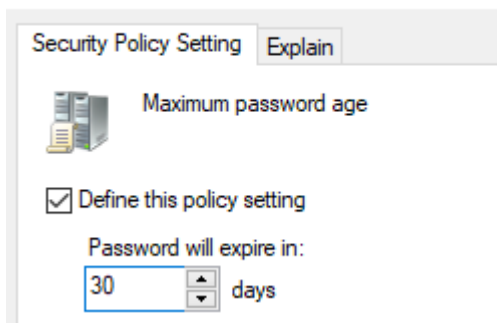 Security Policy Setting Explain
Maximum password age
Define this policy setting
Password will expire in:
30 days